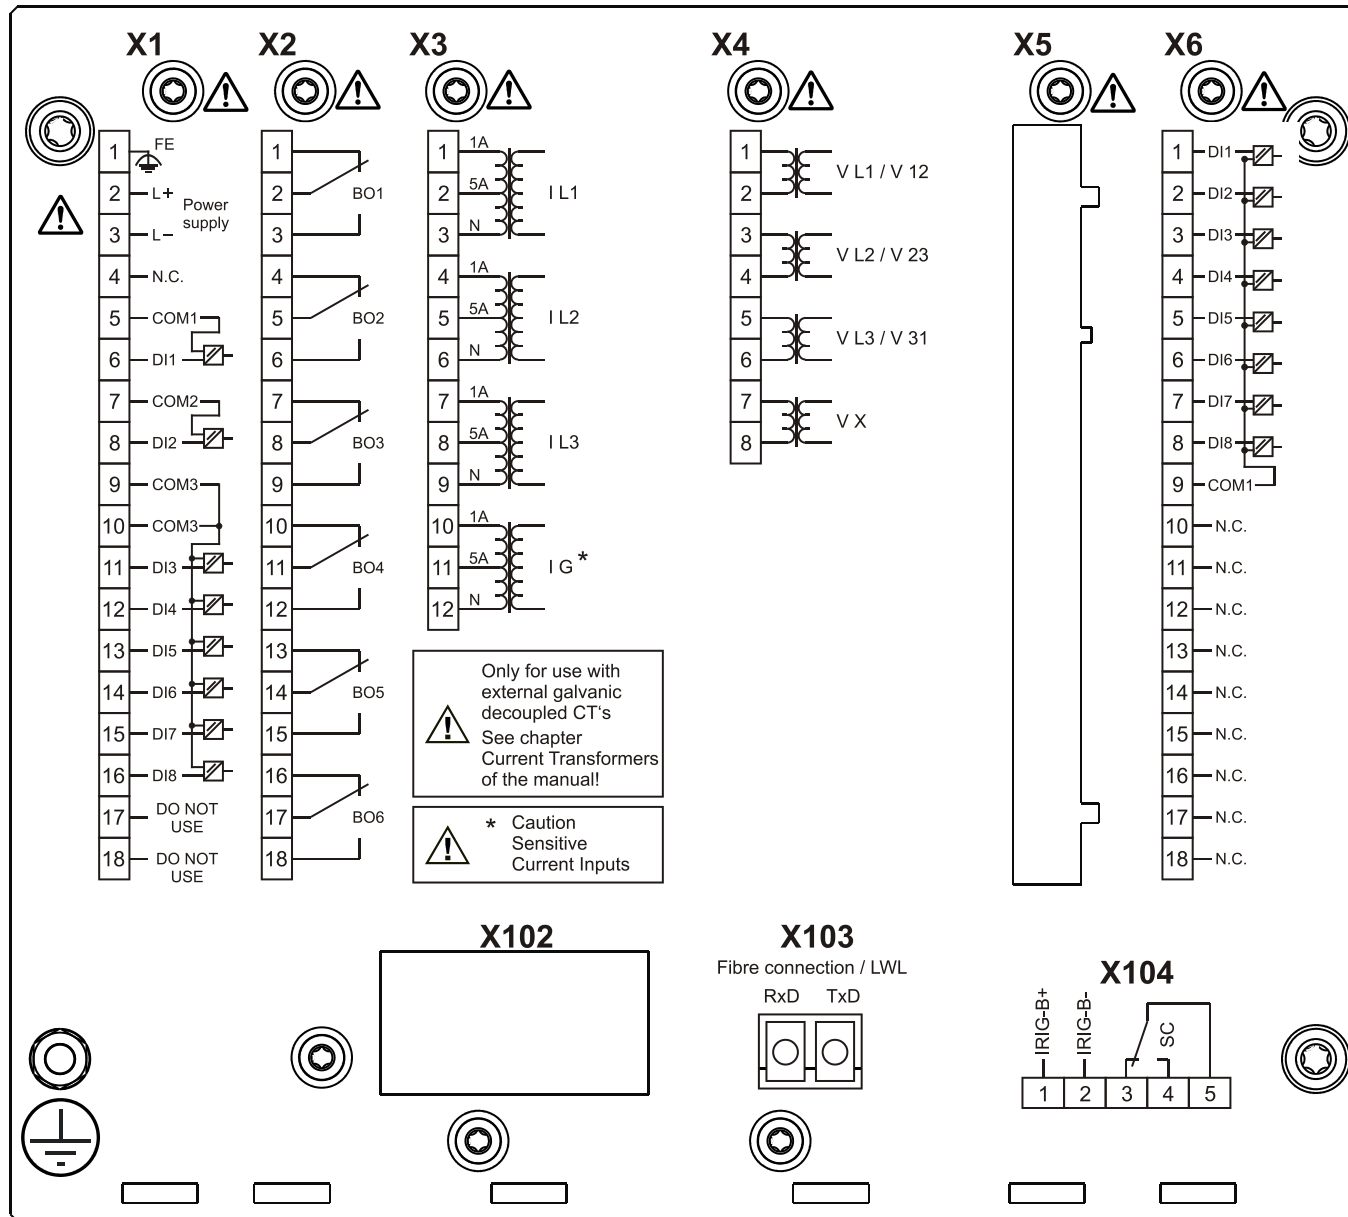 X1 X2 X3 X4 X5 X6
1 FE
2 L+
Power
supply
3 L–
4 N.C.
5 COM1
6 DI1
7 COM2
8 DI2
9 COM3
10 COM3
11 DI3
12 DI4
13 DI5
14 DI6
15 DI7
16 DI8
17 DO NOT
USE
18 DO NOT
USE
1
2 BO1
3
4
5 BO2
6
7
8 BO3
9
10
11 BO4
12
13
14 BO5
15
16
17 BO6
18
1 1A
2 5A I L1
3 N
4 1A
5 5A I L2
6 N
7 1A
8 5A I L3
9 N
10 1A
11 5A I G *
12 N
Only for use with
external galvanic
decoupled CT‘s
See chapter
Current Transformers
of the manual!
* Caution
Sensitive
Current Inputs
1
V L1 / V 12
2
3
V L2 / V 23
4
5
V L3 / V 31
6
7
V X
8
1 DI1
2 DI2
3 DI3
4 DI4
5 DI5
6 DI6
7 DI7
8 DI8
9 COM1
10 N.C.
11 N.C.
12 N.C.
13 N.C.
14 N.C.
15 N.C.
16 N.C.
17 N.C.
18 N.C.
X102
X103
Fibre connection / LWL
RxD TxD
X104
IRIG-B+ IRIG-B- SC
1 2 3 4 5